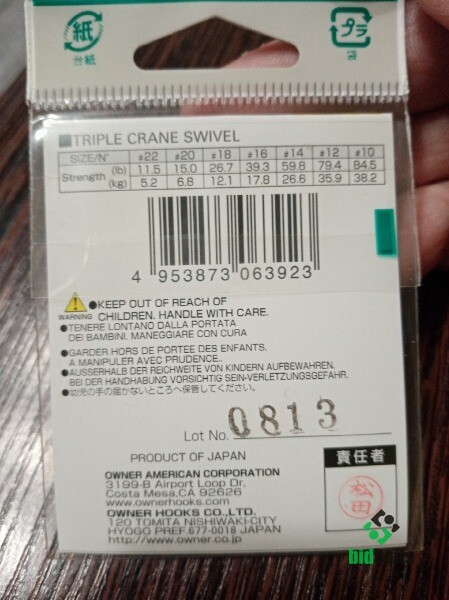 紙
台紙
プラ
袋
■TRIPLE CRANE SWIVEL
SIZE/N° #22 #20 #18 #16 #14 #12 #10
Strength (lb) 11.5 15.0 26.7 39.3 59.8 79.4 84.5
(kg) 5.2 6.8 12.1 17.8 26.6 35.9 38.2
4 953873 063923
WARNING
●KEEP OUT OF REACH OF
CHILDREN. HANDLE WITH CARE.
●TENERE LONTANO DALLA PORTATA
DEI BAMBINI. MANEGGIARE CON CURA
●GARDER HORS DE PORTEE DES ENFANTS.
A MANIPULER AVEC PRUDENCE..
●AUSSERHALB DER REICHWEITE VON KINDERN AUFBEWAHREN.
BEI DER HANDHABUNG VORSICHTIG SEIN-VERLETZUNGSGEFAHR.
●幼児の手の届かないところへ保管してください。
Lot No. 0813
PRODUCT OF JAPAN
OWNER AMERICAN CORPORATION
3199-B Airport Loop Dr.
Costa Mesa,CA 92626
www.ownerhooks.com
OWNER HOOKS CO.,LTD.
120 TOMITA NISHIWAKI-CITY
HYOGO PREF.677-0018 JAPAN
http://www.owner.co.jp
責任者
松田
bid